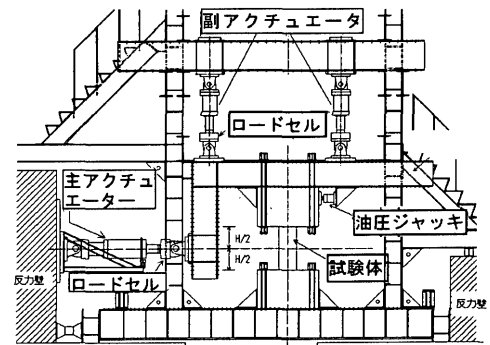 副アクチュエータ
ロードセル
主アクチュ
エーター
油圧ジャッキ
H/2
H/2
試験体
ロードセル
反力壁
反力壁